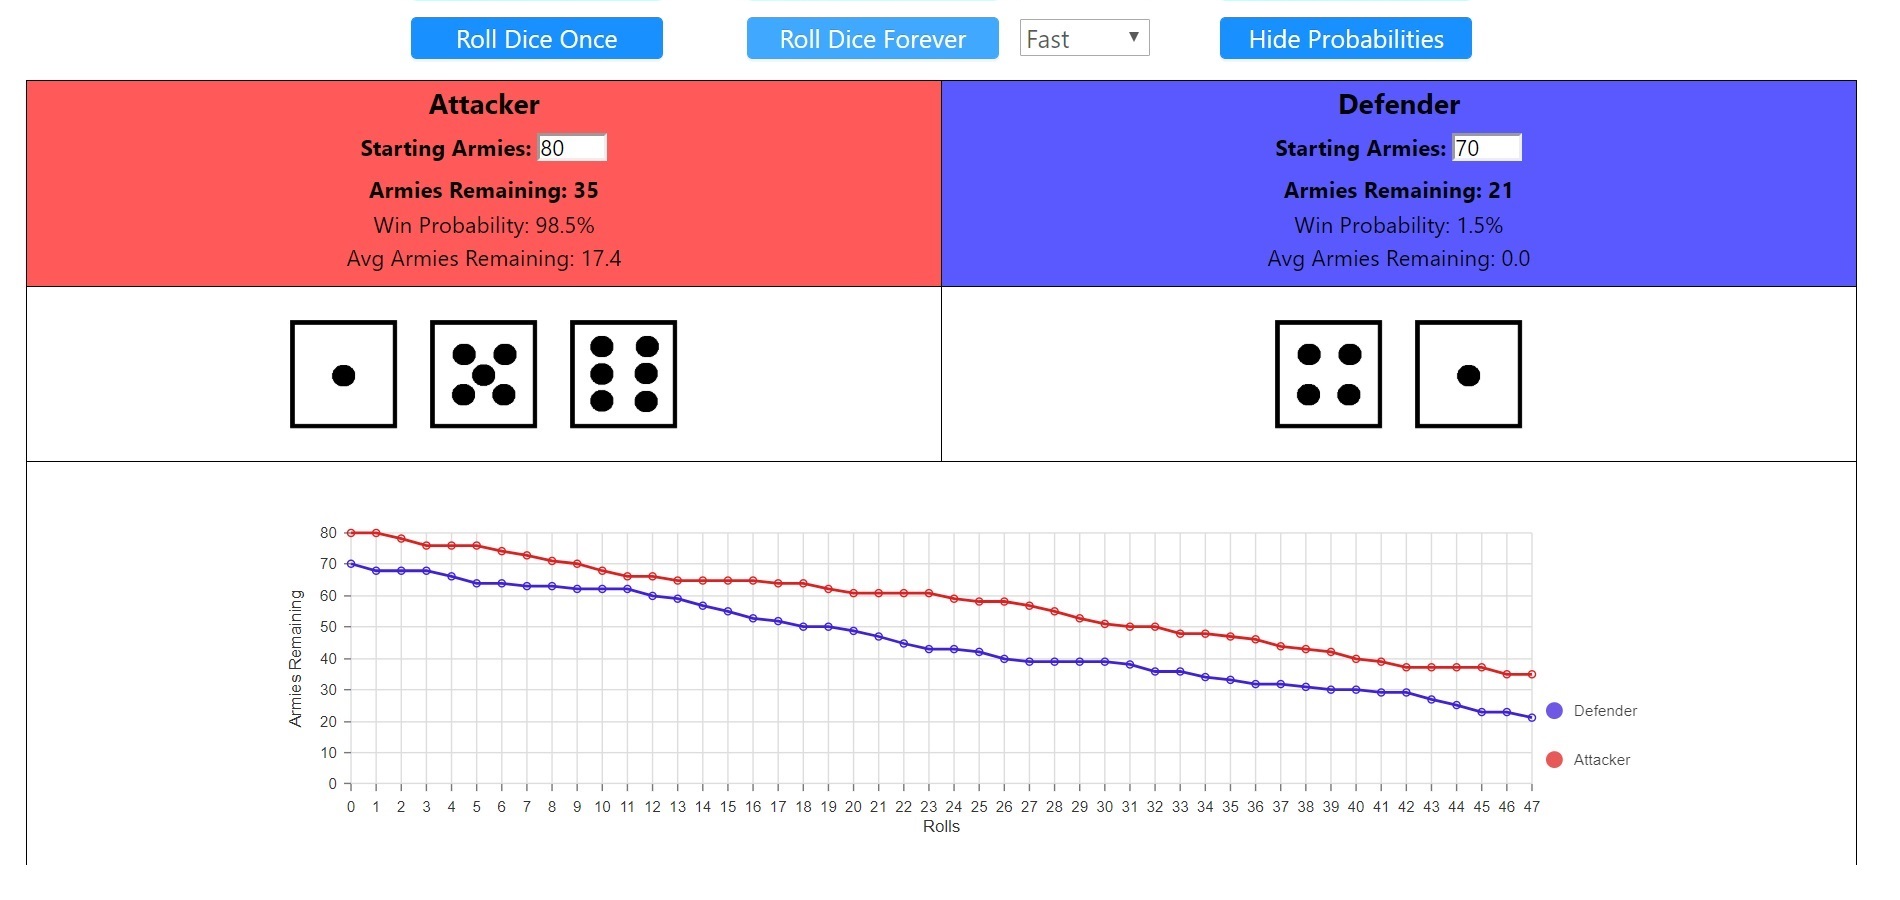 Roll Dice Once Roll Dice Forever Fast Hide Probabilities
Attacker
Starting Armies: 80
Armies Remaining: 35
Win Probability: 98.5%
Avg Armies Remaining: 17.4
Defender
Starting Armies: 70
Armies Remaining: 21
Win Probability: 1.5%
Avg Armies Remaining: 0.0
Armies Remaining
80
70
60
50
40
30
20
10
0
0 1 2 3 4 5 6 7 8 9 10 11 12 13 14 15 16 17 18 19 20 21 22 23 24 25 26 27 28 29 30 31 32 33 34 35 36 37 38 39 40 41 42 43 44 45 46 47
Rolls
Defender
Attacker